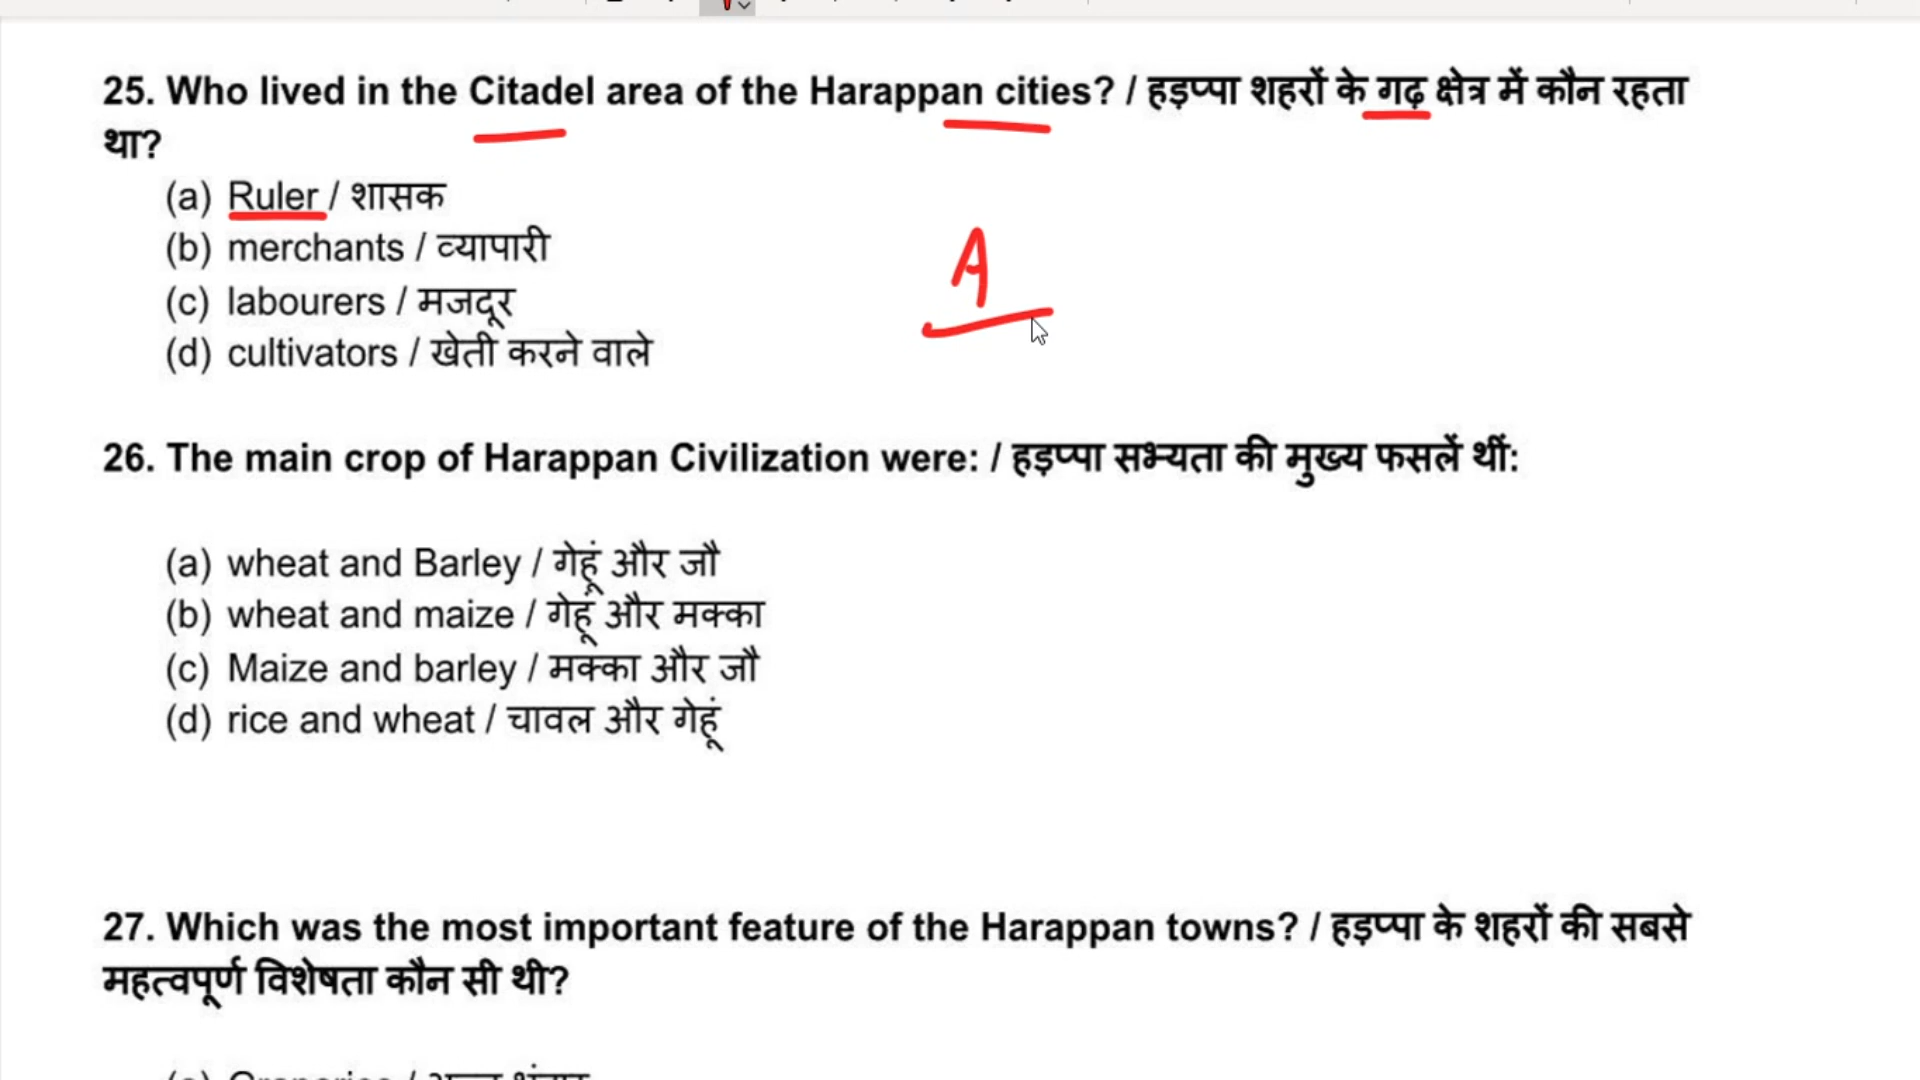 25. Who lived in the Citadel area of the Harappan cities? / हड़प्पा शहरों के गढ़ क्षेत्र में कौन रहता
था?
(a) Ruler / शासक
(b) merchants / व्यापारी
(c) labourers / मजदूर
(d) cultivators / खेती करने वाले
A
26. The main crop of Harappan Civilization were: / हड़प्पा सभ्यता की मुख्य फसलें थीं:
(a) wheat and Barley / गेहूं और जौ
(b) wheat and maize / गेहूँ और मक्का
(c) Maize and barley / मक्का और जौ
(d) rice and wheat / चावल और गेहूं
27. Which was the most important feature of the Harappan towns? / हड़प्पा के शहरों की सबसे
महत्वपूर्ण विशेषता कौन सी थी?